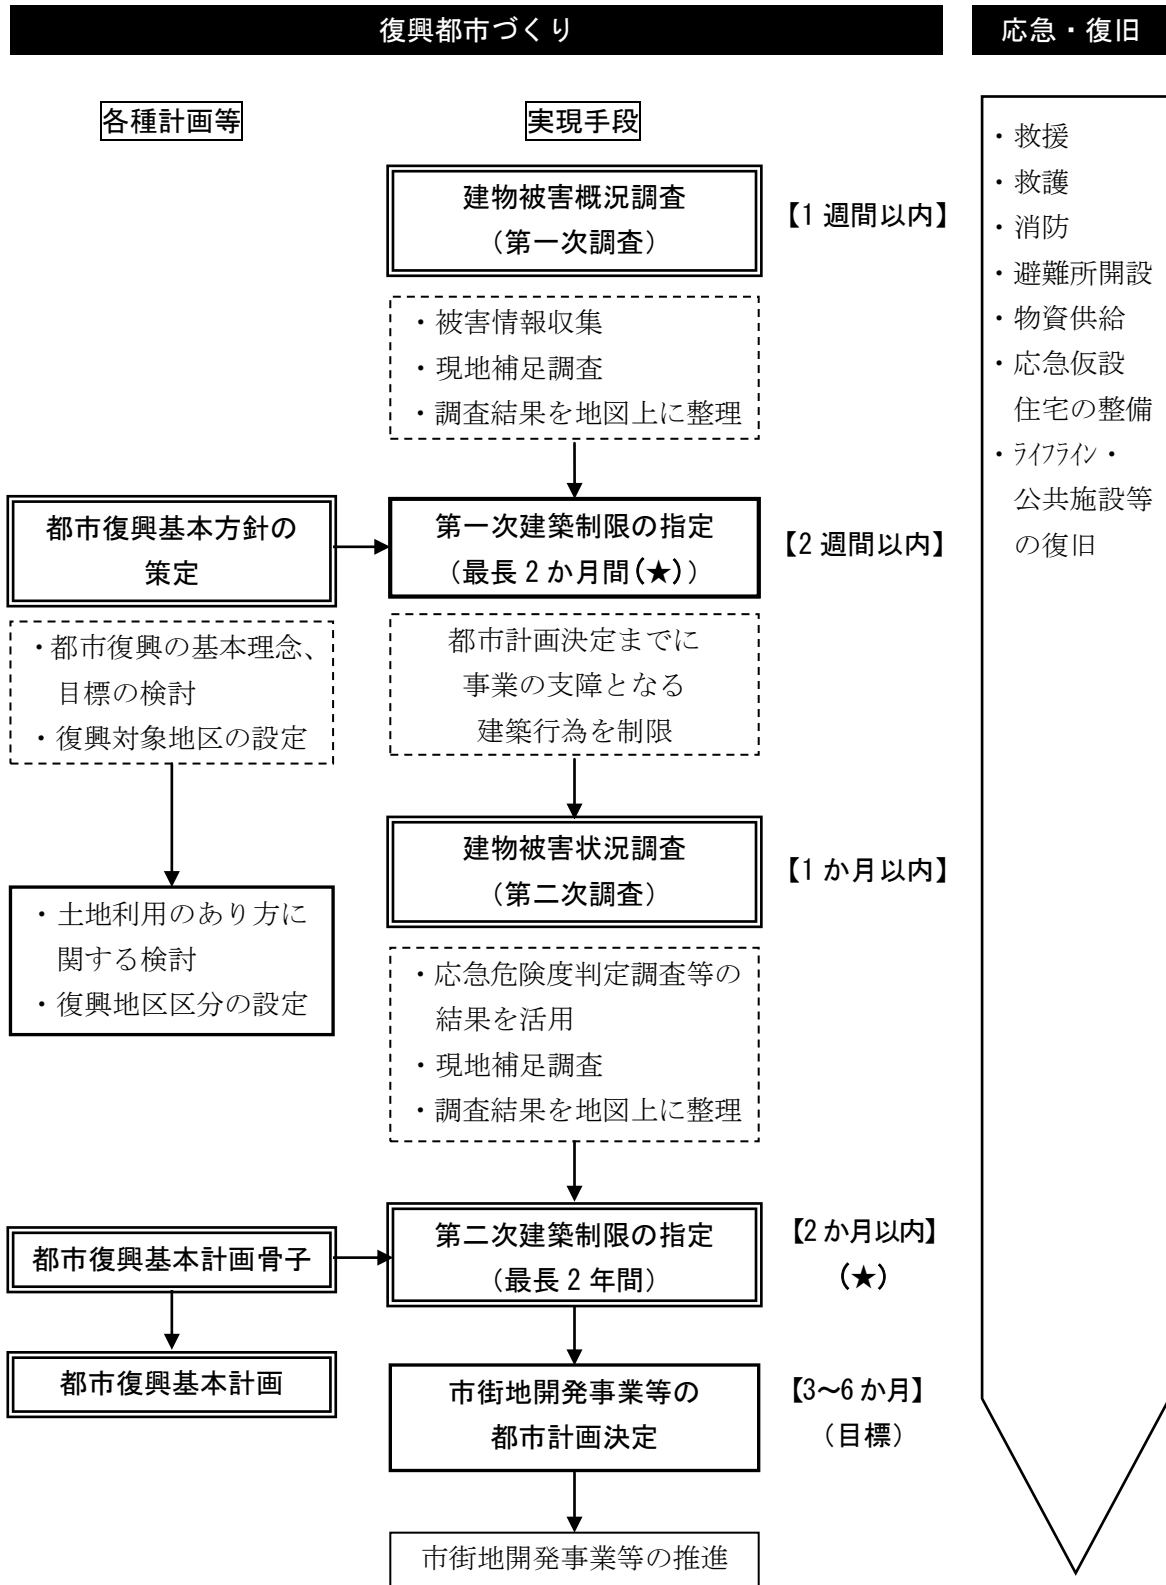 復興都市づくり
応急・復旧
各種計画等
実現手段
建物被害概況調査
（第一次調査）
【1 週間以内】
・被害情報収集
・現地補足調査
・調査結果を地図上に整理
都市復興基本方針の
策定
第一次建築制限の指定
（最長 2 か月間(★)）
【2 週間以内】
・都市復興の基本理念、
目標の検討
・復興対象地区の設定
都市計画決定までに
事業の支障となる
建築行為を制限
建物被害状況調査
（第二次調査）
【1 か月以内】
・土地利用のあり方に
関する検討
・復興地区区分の設定
・応急危険度判定調査等の
結果を活用
・現地補足調査
・調査結果を地図上に整理
都市復興基本計画骨子
第二次建築制限の指定
（最長 2 年間）
【2 か月以内】
(★)
都市復興基本計画
市街地開発事業等の
都市計画決定
【3～6 か月】
（目標）
市街地開発事業等の推進
・救援
・救護
・消防
・避難所開設
・物資供給
・応急仮設
住宅の整備
・ﾗｲﾌﾗｲﾝ・
公共施設等
の復旧